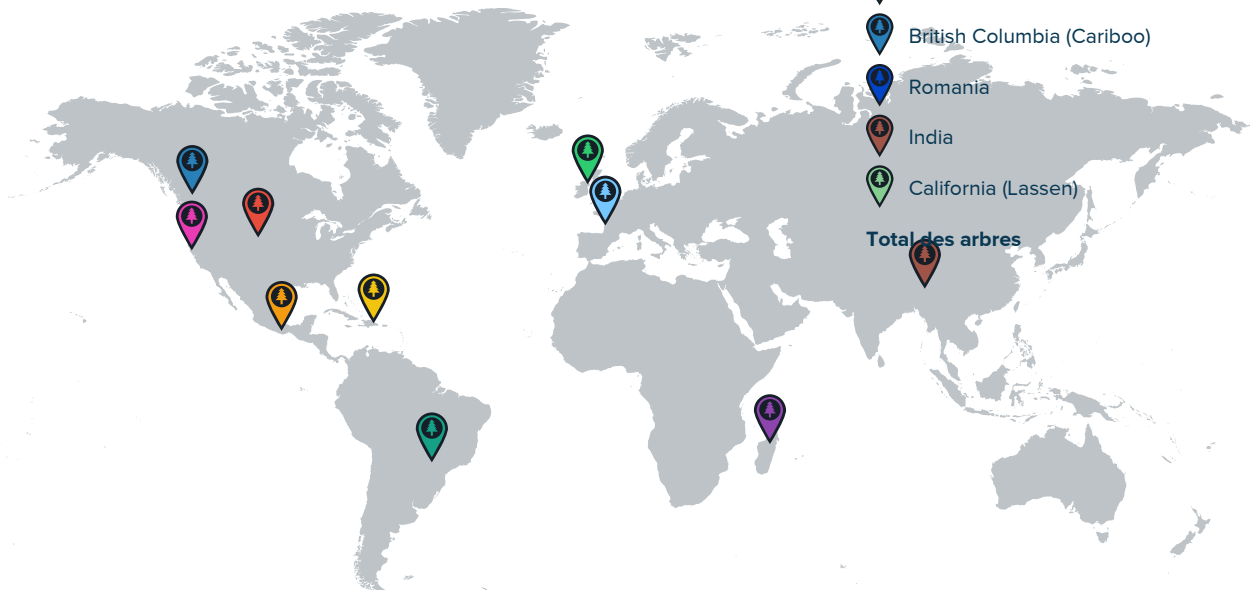 British Columbia (Cariboo)
Romania
India
California (Lassen)
Total des arbres